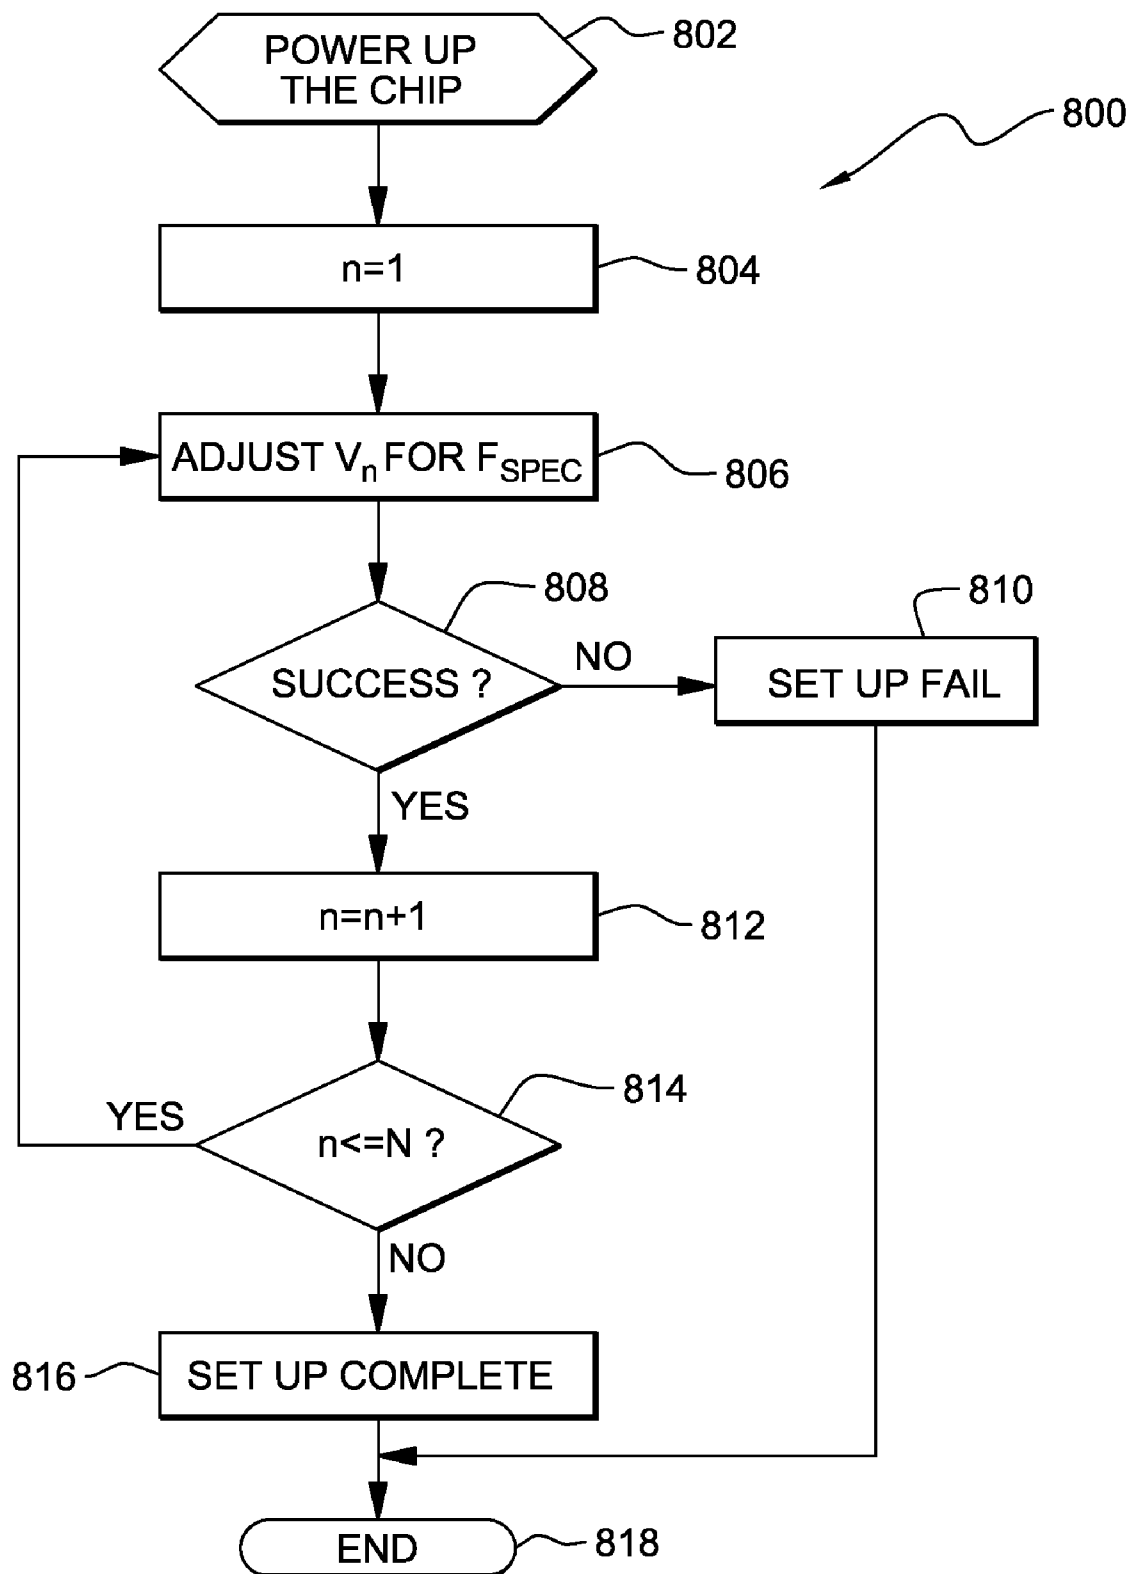 POWER UP
THE CHIP
802
800
n=1
804
ADJUST Vn FOR FSPEC
806
808
SUCCESS ?
NO
810
SET UP FAIL
YES
n=n+1
812
814
YES
n<=N ?
NO
816
SET UP COMPLETE
END
818